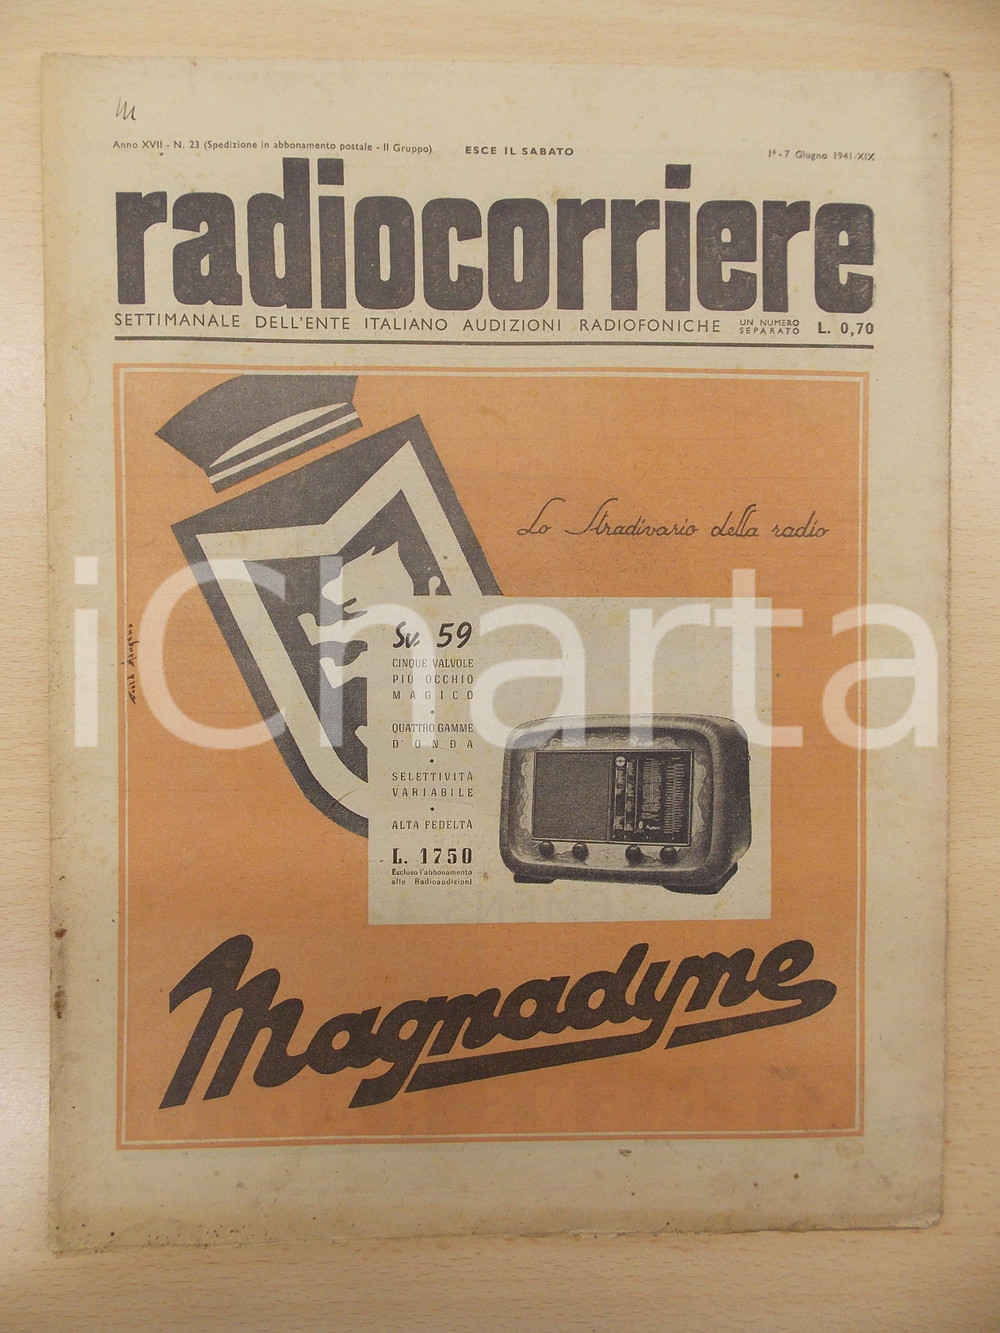 Anno XVII - N. 23 (Spedizione in abbonamento postale - II Gruppo)
ESCE IL SABATO
1º - 7 Giugno 1941-XIX
radiocorriere
SETTIMANALE DELL'ENTE ITALIANO AUDIZIONI RADIOFONICHE
UN NUMERO
SEPARATO
L. 0,70
Lo Stradivario della radio
iCharta
Sv. 59
CINQUE VALVOLE
PIÙ OCCHIO
MAGICO
•
QUATTRO GAMME
D'ONDA
•
SELETTIVITÀ
VARIABILE
•
ALTA FEDELTÀ
L. 1750
Escluso l'abbonamento
alle Radioaudizioni
Magnadyne